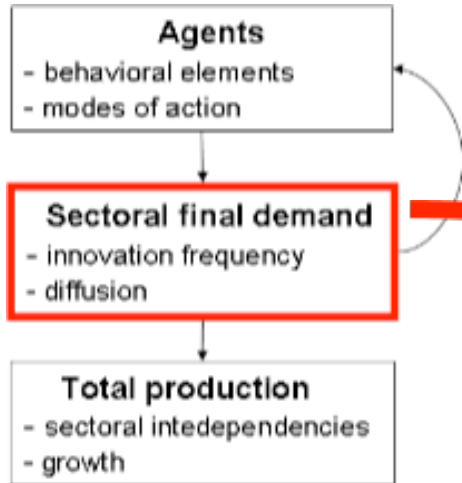 Agents
- behavioral elements
- modes of action
Sectoral final demand
- innovation frequency
- diffusion
Total production
- sectoral intedependencies
- growth